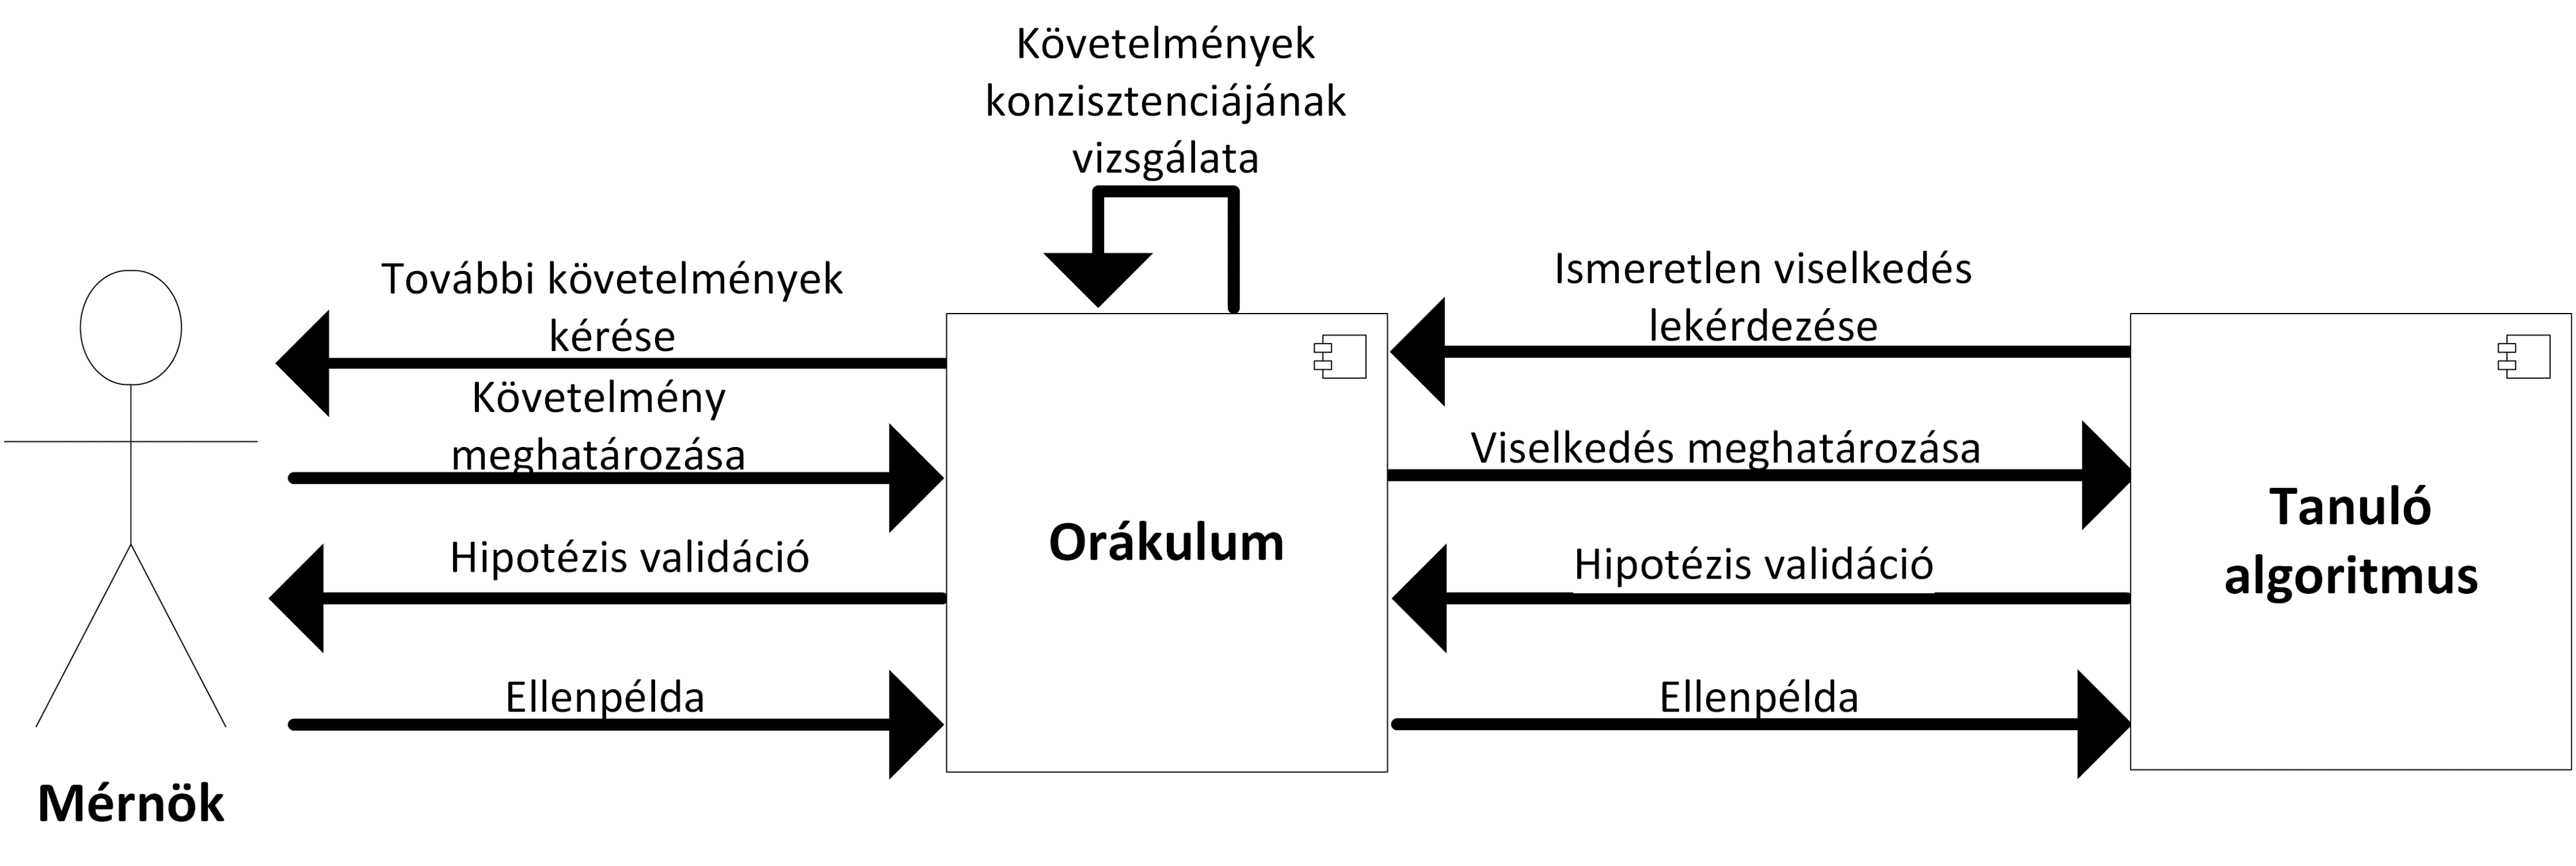 Követelmények
konzisztenciájának
vizsgálata
További követelmények
kérése
Követelmény
meghatározása
Hipotézis validáció
Ellenpélda
Mérnök
Orákulum
Ismeretlen viselkedés
lekérdezése
Viselkedés meghatározása
Hipotézis validáció
Ellenpélda
Tanuló
algoritmus